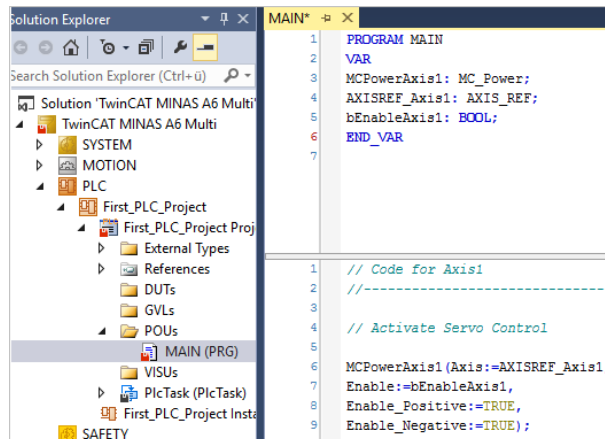 Solution Explorer
Search Solution Explorer (Ctrl+ü)
Solution 'TwinCAT MINAS A6 Multi'
TwinCAT MINAS A6 Multi
SYSTEM
MOTION
PLC
First_PLC_Project
First_PLC_Project Proj
External Types
References
DUTs
GVLs
POUs
MAIN (PRG)
VISUs
PlcTask (PlcTask)
First_PLC_Project Insta
SAFETY
MAIN*
1 PROGRAM MAIN
2 VAR
3 MCPowerAxis1: MC_Power;
4 AXISREF_Axis1: AXIS_REF;
5 bEnableAxis1: BOOL;
6 END_VAR
7
1 // Code for Axis1
2 //------------------------------
3
4 // Activate Servo Control
5
6 MCPowerAxis1(Axis:=AXISREF_Axis1
7 Enable:=bEnableAxis1,
8 Enable_Positive:=TRUE,
9 Enable_Negative:=TRUE);